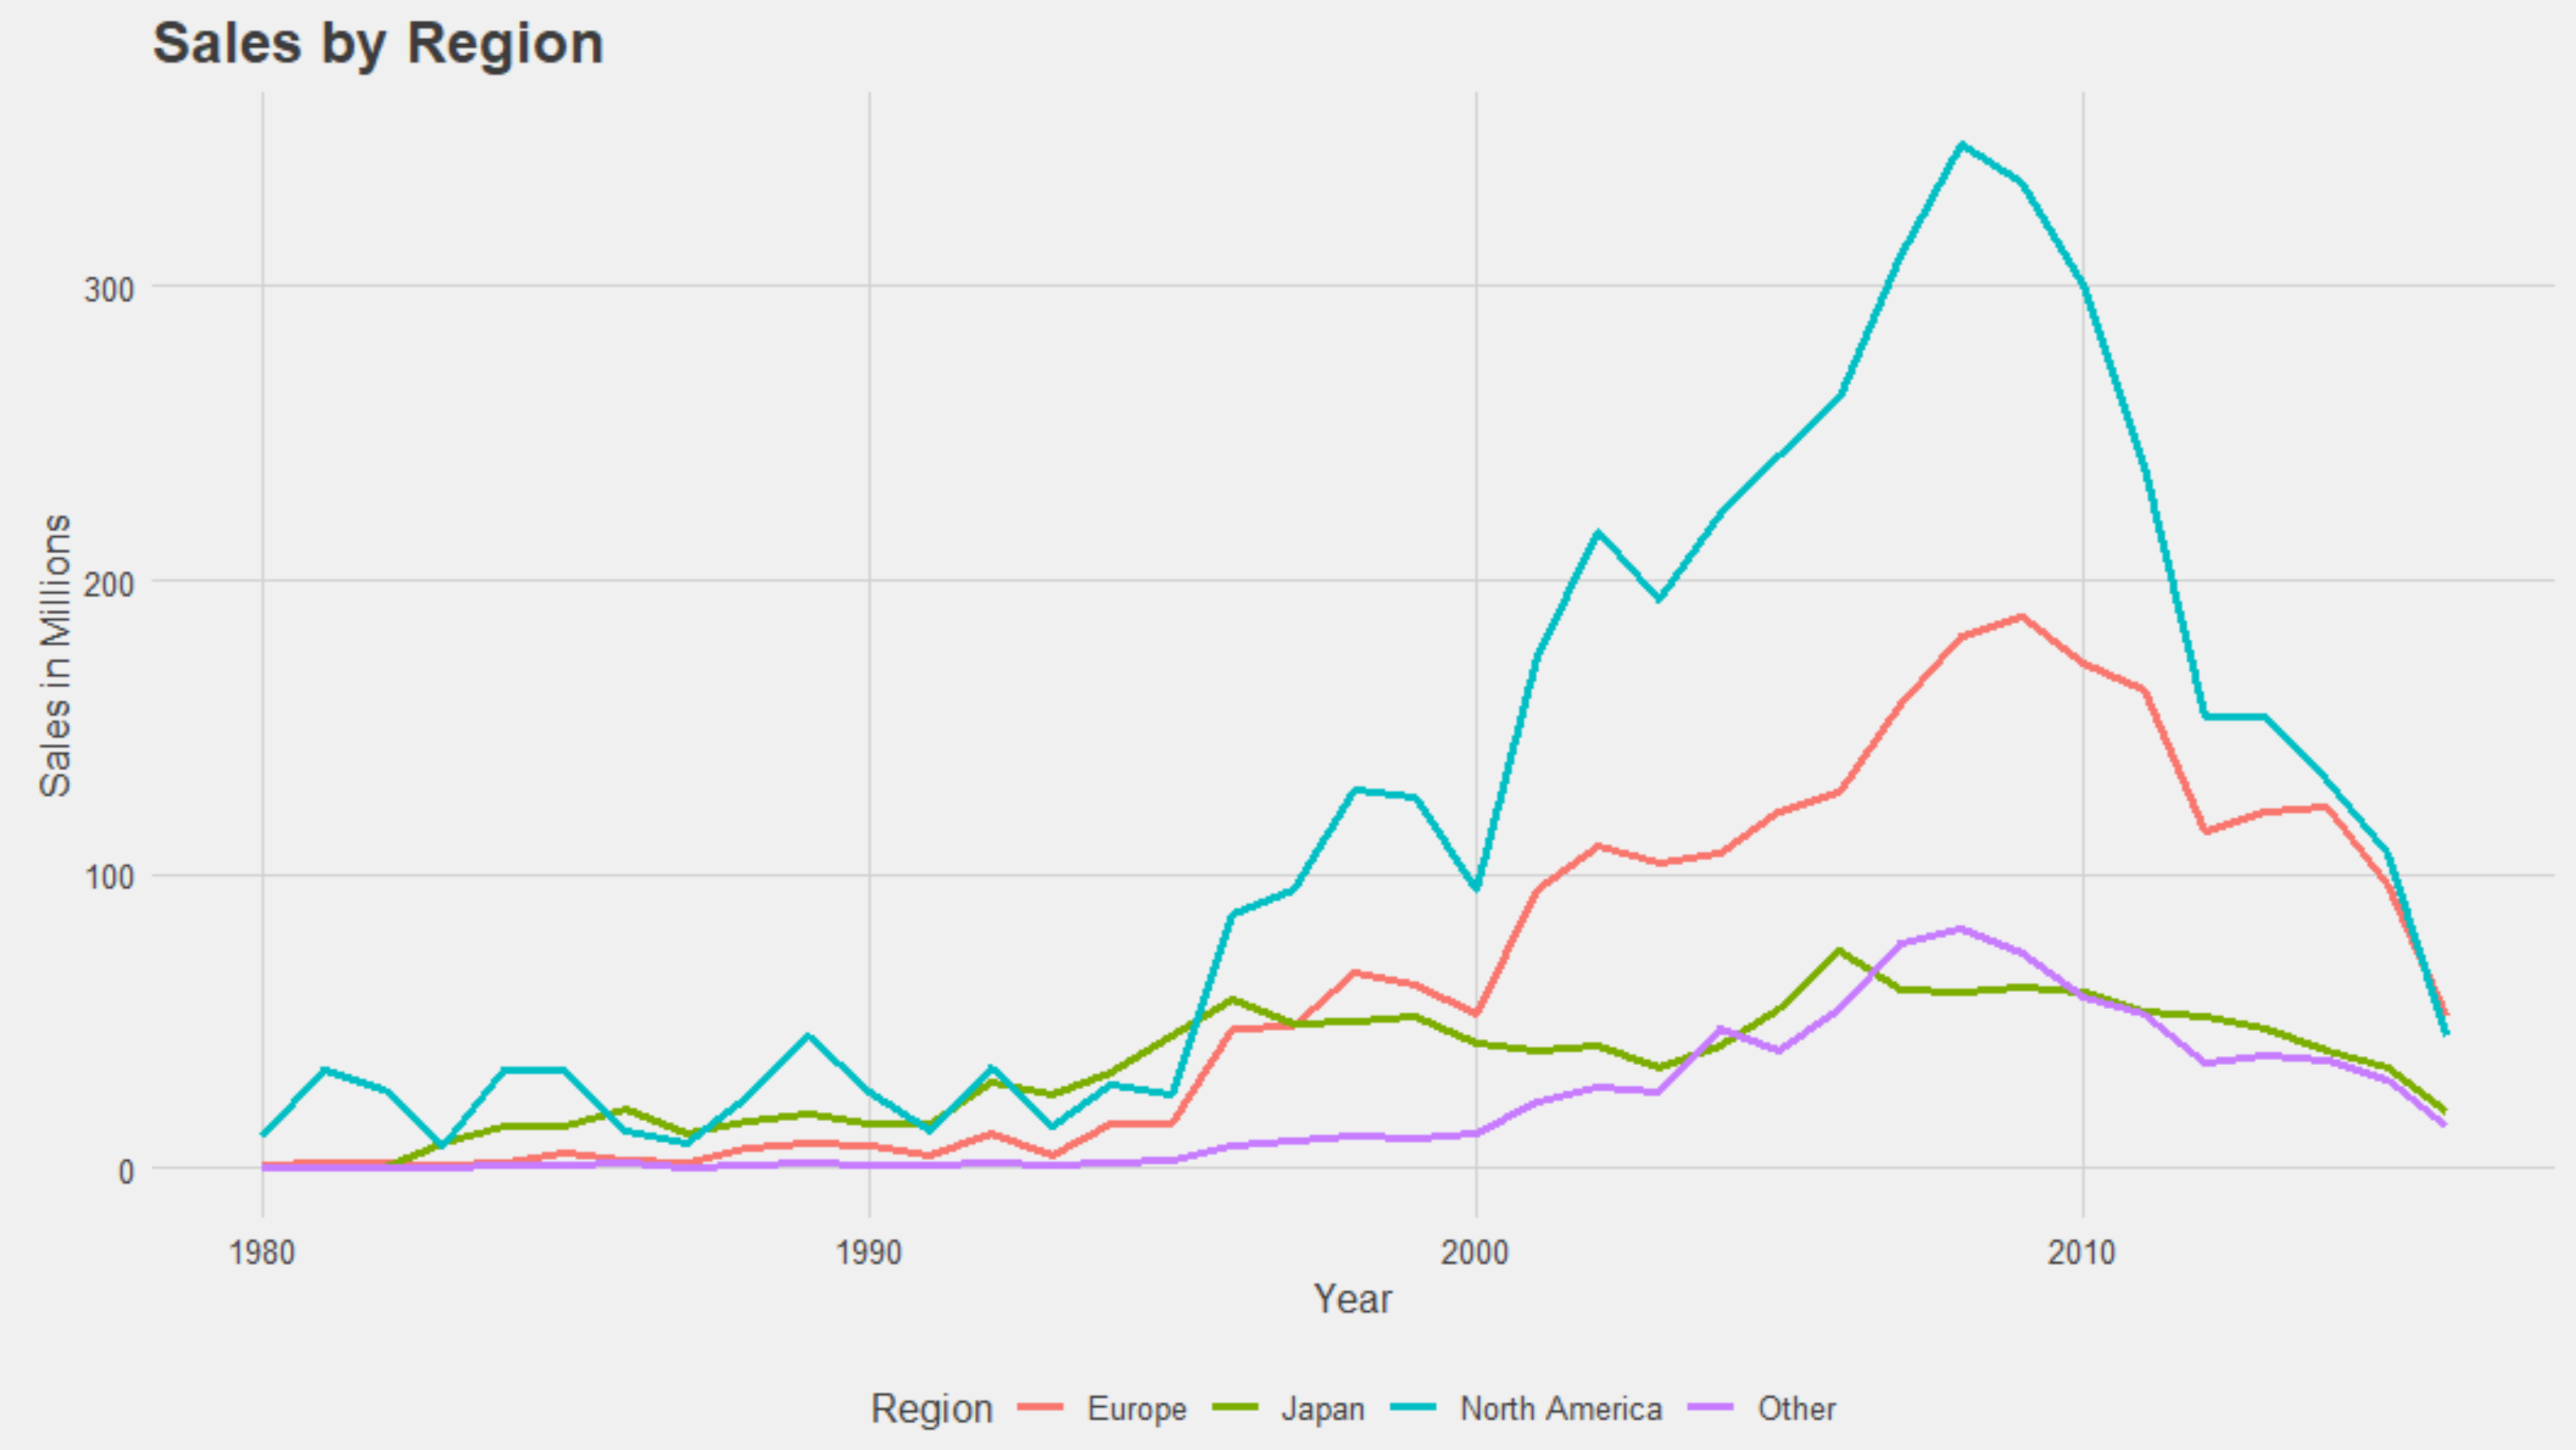 Sales by Region
Sales in Millions
300
200
100
0
1980 1990 2000 2010
Year
Region Europe Japan North America Other